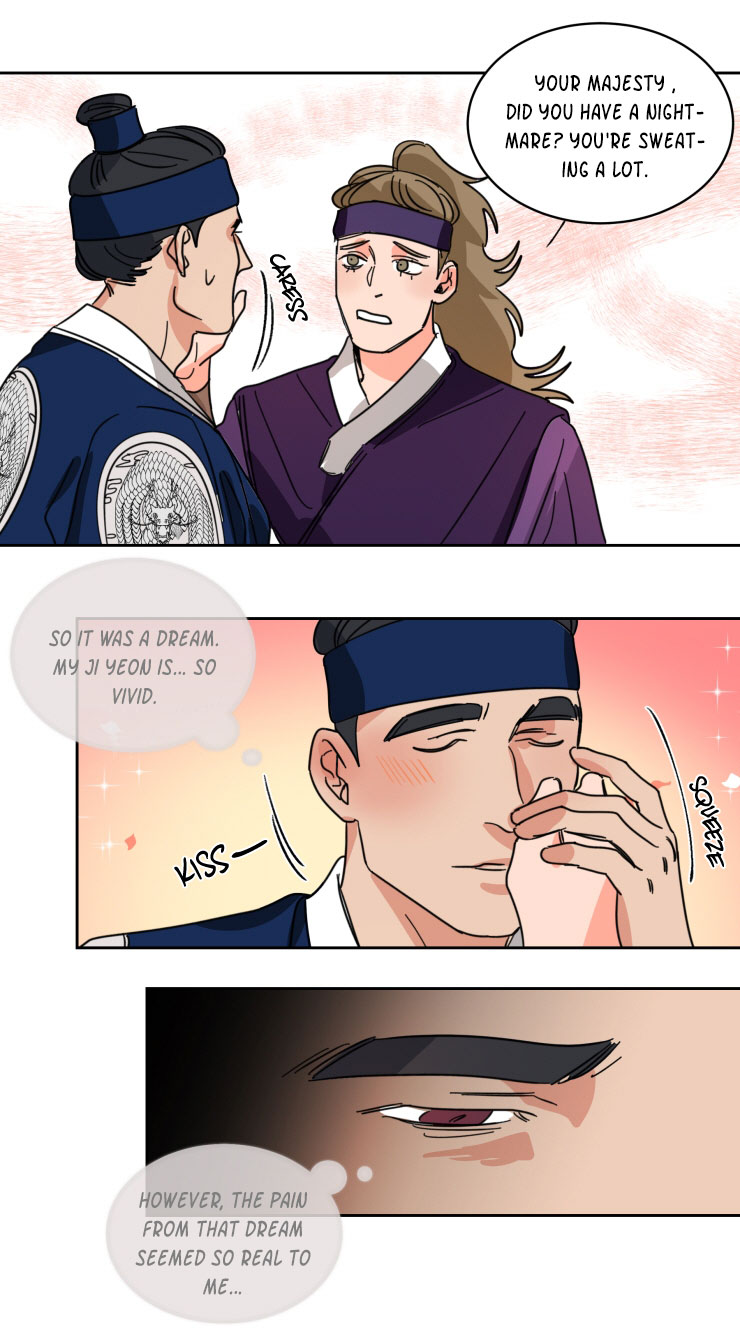 YOUR MAJESTY ,
DID YOU HAVE A NIGHT-
MARE? YOU'RE SWEAT-
ING A LOT.
CARESS
SO IT WAS A DREAM.
MY JI YEON IS... SO
VIVID.
KISS
SQUEEZE
HOWEVER, THE PAIN
FROM THAT DREAM
SEEMED SO REAL TO
ME...